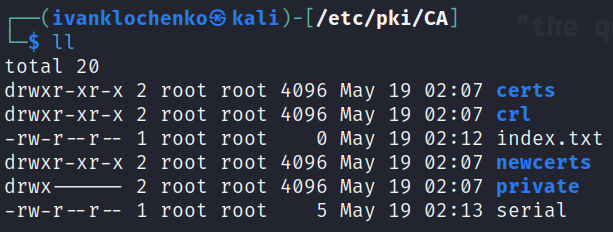 ┌──(ivanklochenko㉿kali)-[/etc/pki/CA]
└─$ ll
total 20
drwxr-xr-x 2 root root 4096 May 19 02:07 certs
drwxr-xr-x 2 root root 4096 May 19 02:07 crl
-rw-r--r-- 1 root root    0 May 19 02:12 index.txt
drwxr-xr-x 2 root root 4096 May 19 02:07 newcerts
drwx------ 2 root root 4096 May 19 02:07 private
-rw-r--r-- 1 root root    5 May 19 02:13 serial
"the q